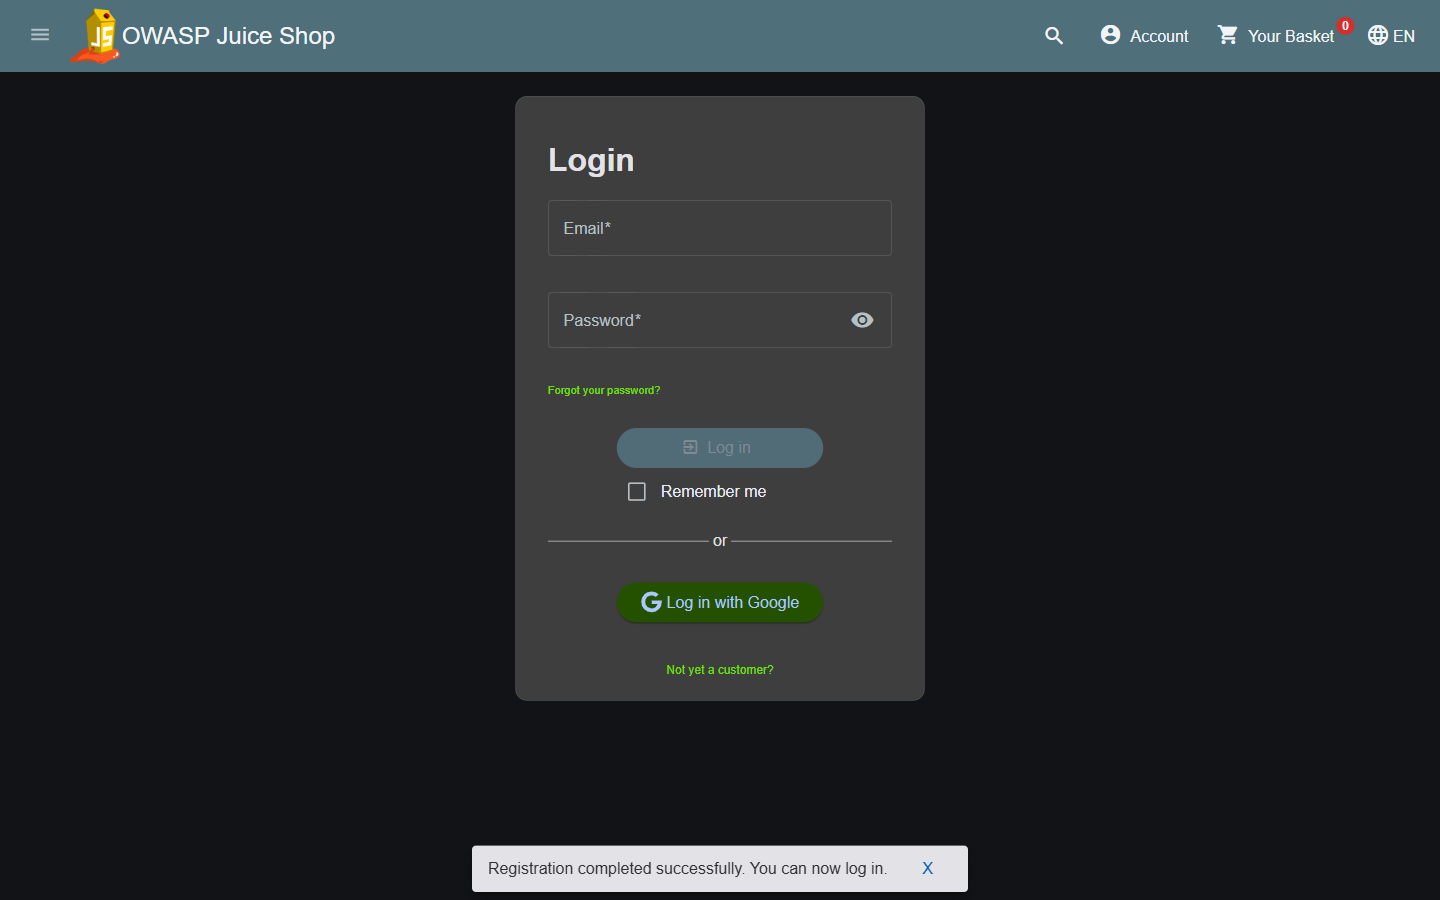 JS
OWASP Juice Shop
Account
Your Basket
0
EN
Login
Email*
Password*
Forgot your password?
Log in
Remember me
or
G Log in with Google
Not yet a customer?
Registration completed successfully. You can now log in.
X